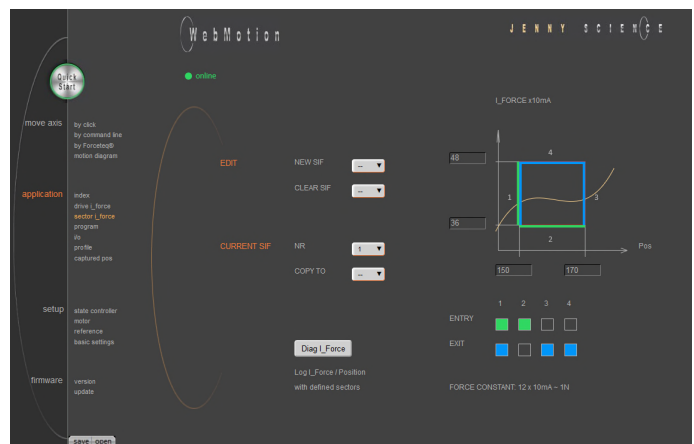 WebMotion
JENNY SCIENCE
Quick
Start
online
I_FORCE x10mA
move axis
by click
by command line
by Forceteq®
motion diagram
EDIT
NEW SIF
--
CLEAR SIF
--
48
4
1
3
36
2
Pos
150
170
application
index
drive i_force
sector i_force
program
i/o
profile
captured pos
CURRENT SIF
NR
1
COPY TO
--
1 2 3 4
ENTRY
EXIT
setup
state controller
motor
reference
basic settings
Diag I_Force
Log I_Force / Position
with defined sectors
FORCE CONSTANT: 12 x 10mA ~ 1N
firmware
version
update
save open